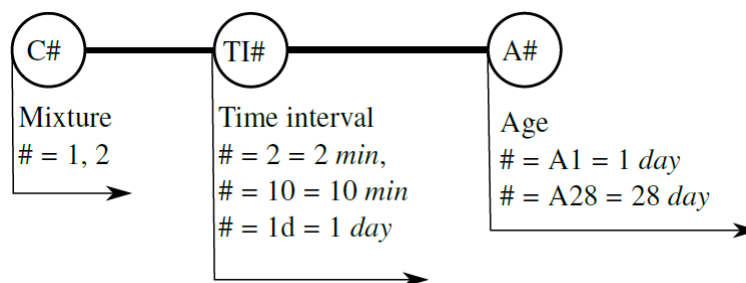 C#
TI#
A#
Mixture
# = 1, 2
Time interval
# = 2 = 2 min,
# = 10 = 10 min
# = 1d = 1 day
Age
# = A1 = 1 day
# = A28 = 28 day